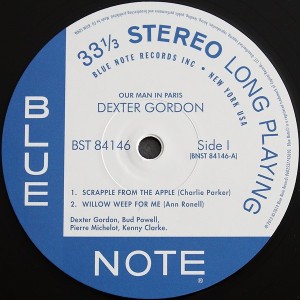 33⅓ STEREO LONG PLAYING
BLUE NOTE RECORDS INC • NEW YORK USA
OUR MAN IN PARIS
DEXTER GORDON
BST 84146
Side I
(BNST 84146-A)
1. SCRAPPLE FROM THE APPLE (Charlie Parker)
2. WILLOW WEEP FOR ME (Ann Ronell)
Dexter Gordon, Bud Powell,
Pierre Michelot, Kenny Clarke.
BLUE
NOTE ®